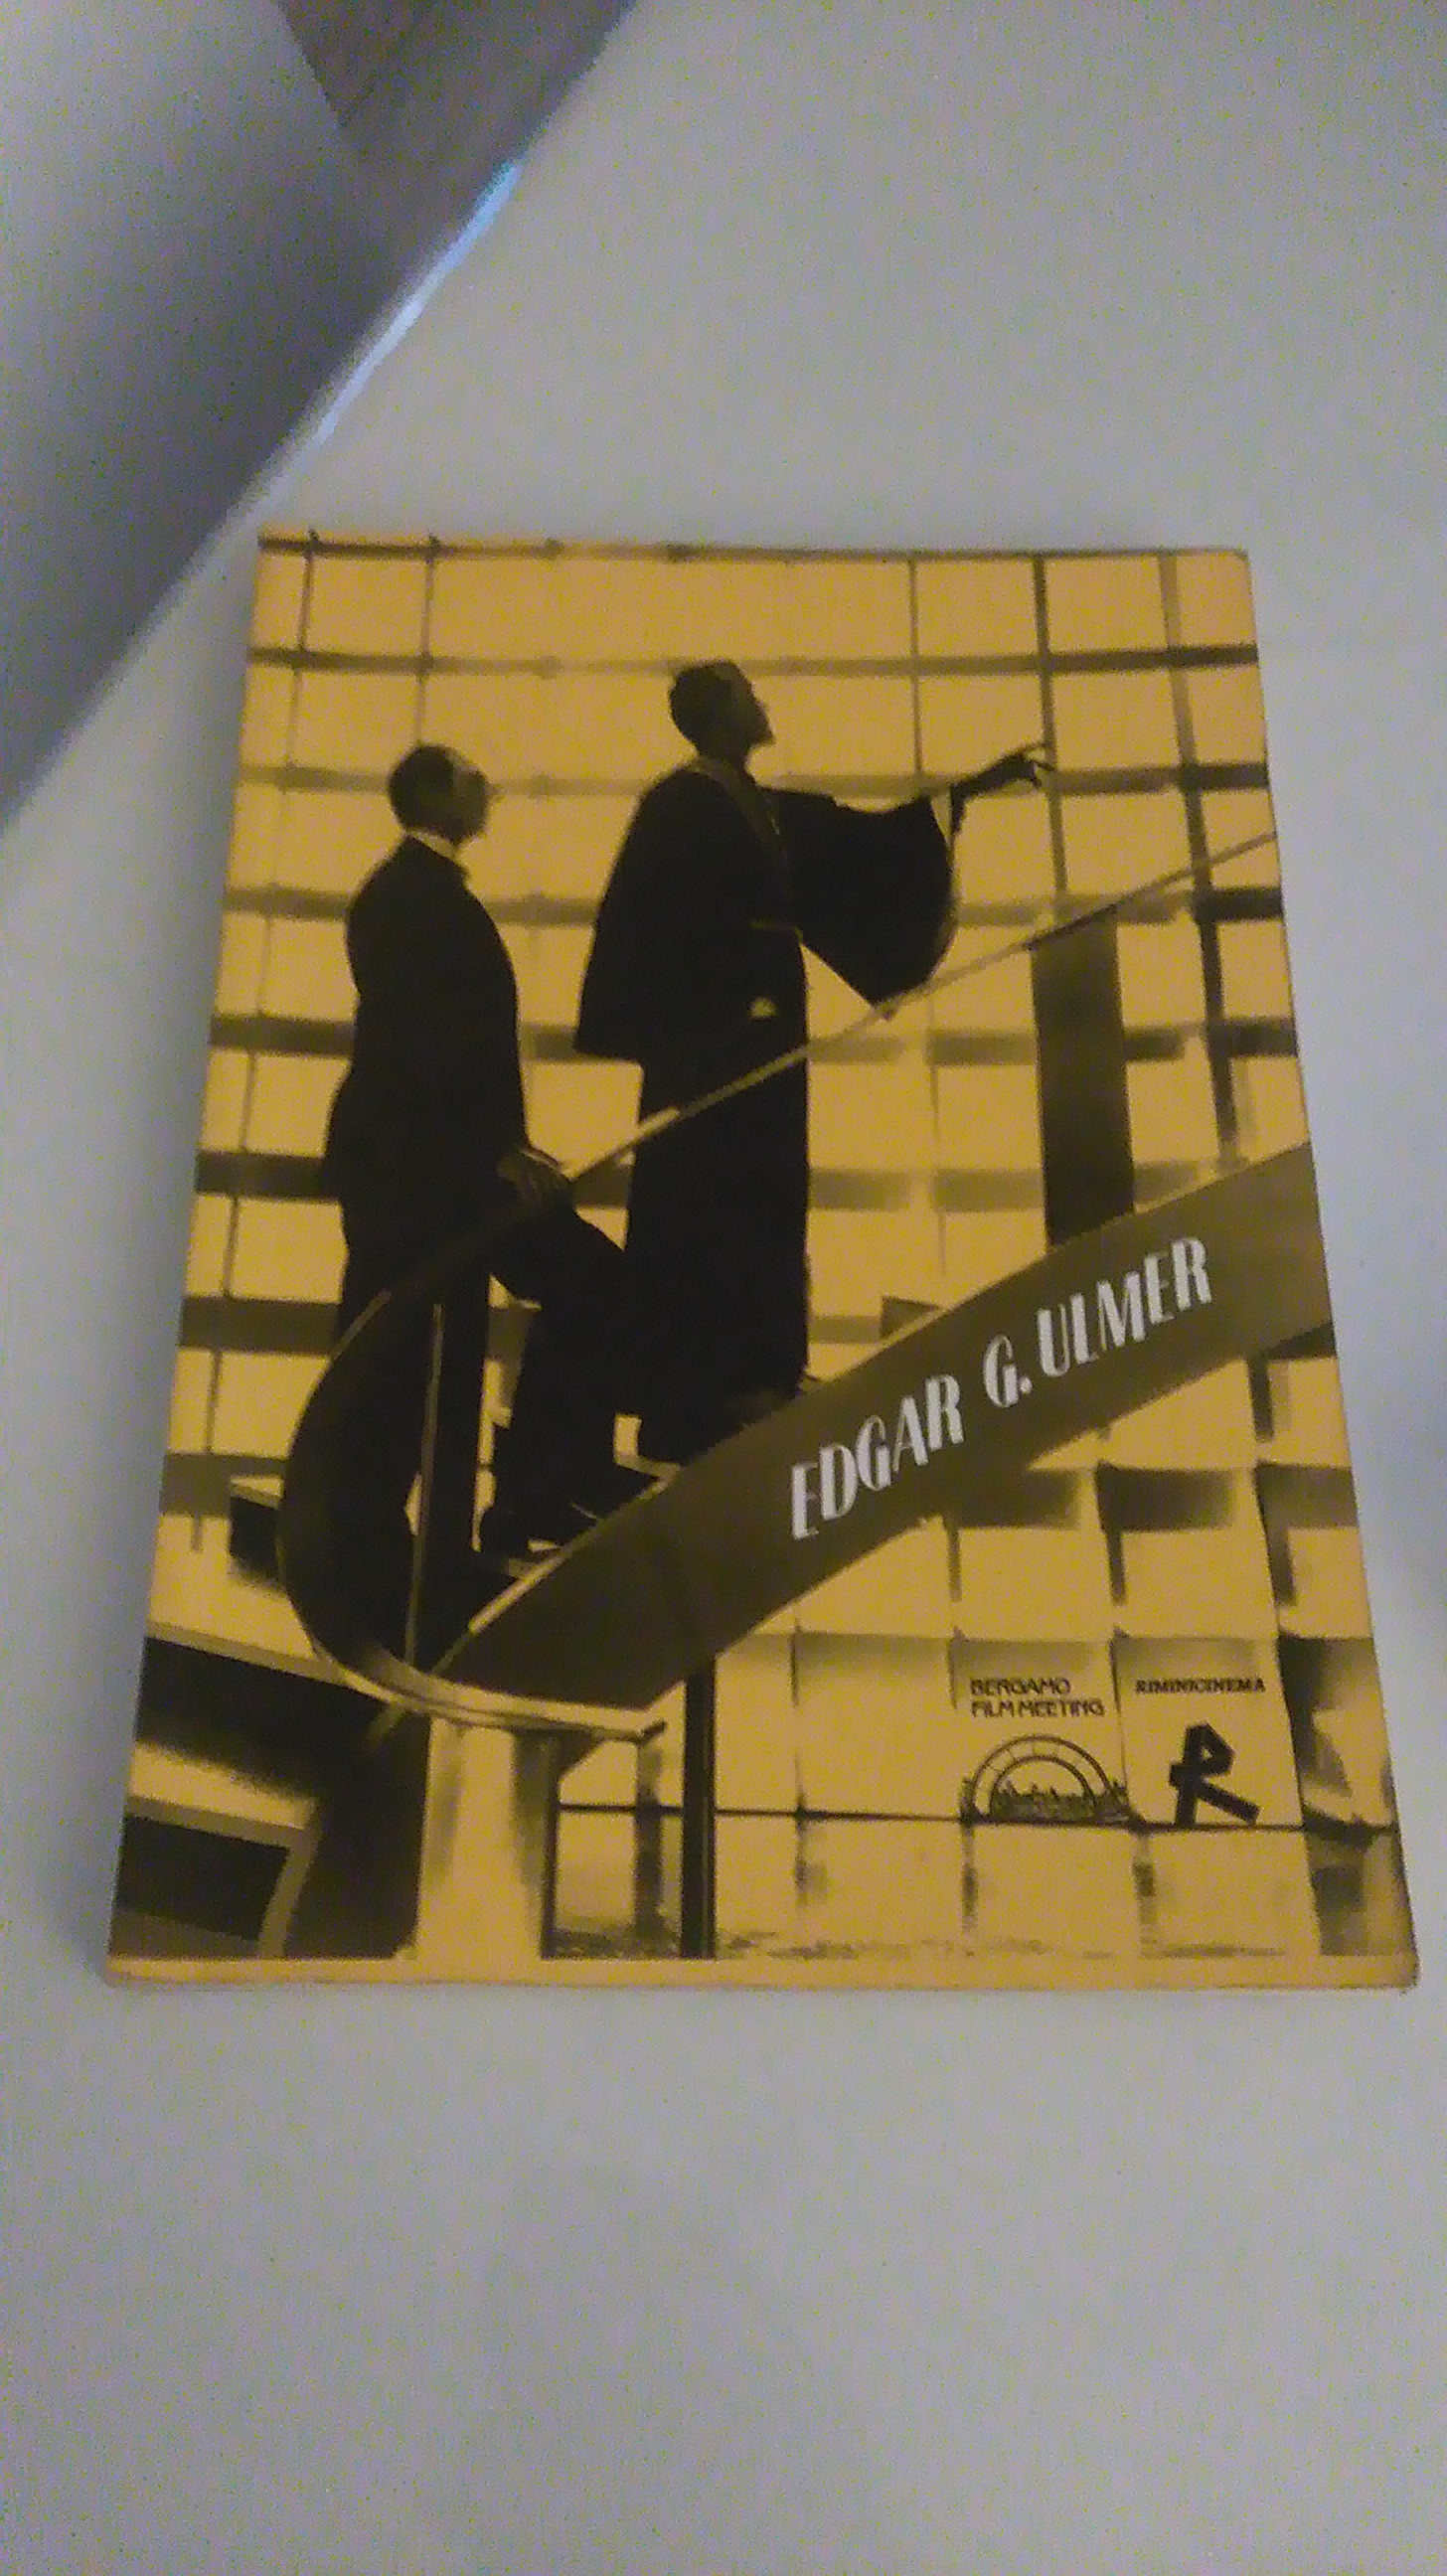 EDGAR G. ULMER
BERGAMO
FILM MEETING
RIMINICINEMA
R